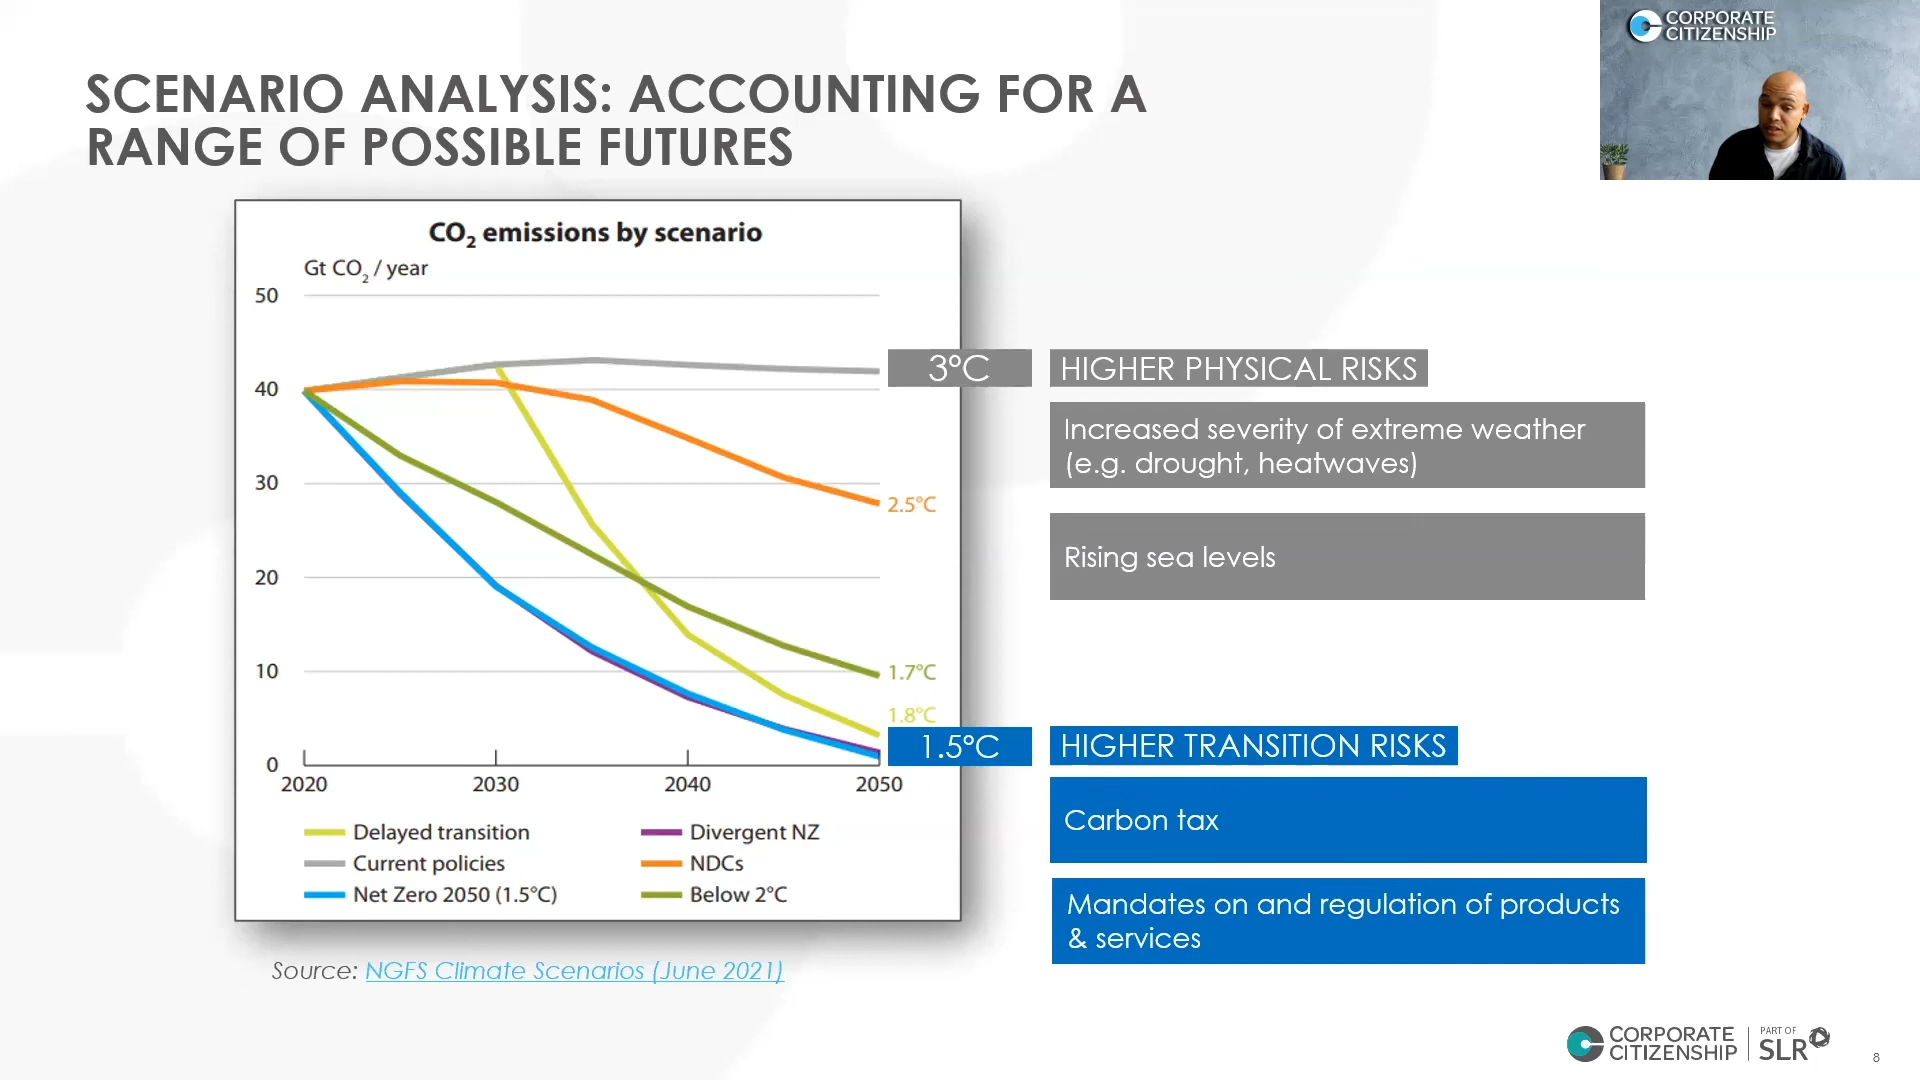 CORPORATE
CITIZENSHIP
SCENARIO ANALYSIS: ACCOUNTING FOR A
RANGE OF POSSIBLE FUTURES
CO2 emissions by scenario
Gt CO2 / year
50
40
30
20
10
0
2020
2030
2040
2050
3°C
2.5°C
1.7°C
1.8°C
1.5°C
Delayed transition
Current policies
Net Zero 2050 (1.5°C)
Divergent NZ
NDCs
Below 2°C
Source: NGFS Climate Scenarios (June 2021)
HIGHER PHYSICAL RISKS
Increased severity of extreme weather
(e.g. drought, heatwaves)
Rising sea levels
HIGHER TRANSITION RISKS
Carbon tax
Mandates on and regulation of products
& services
CORPORATE
CITIZENSHIP
PART OF
SLR
8